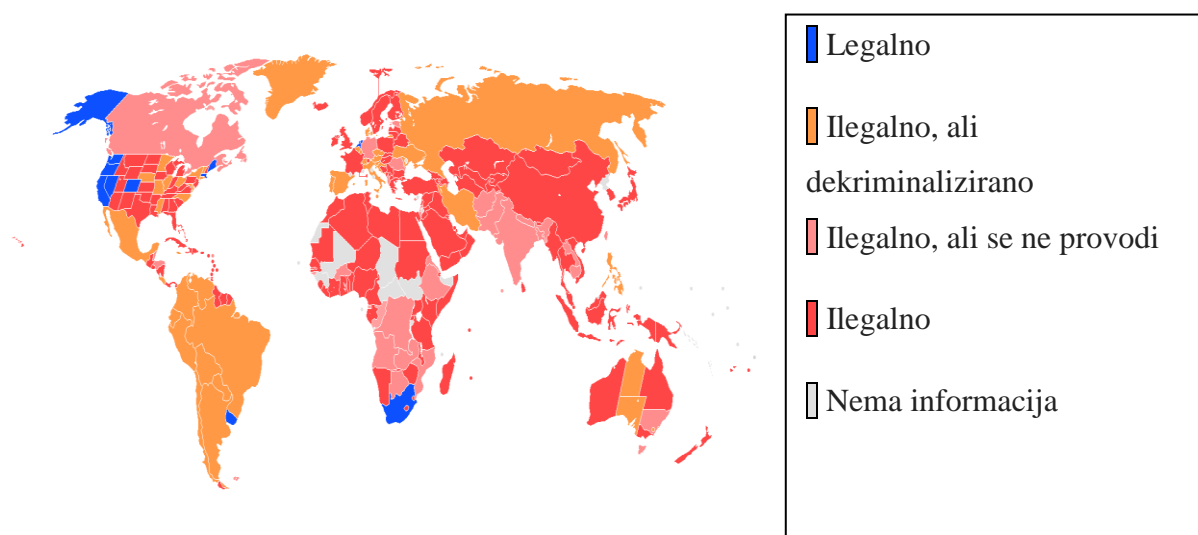 Legalno
Ilegalno, ali
dekriminalizirano
Ilegalno, ali se ne provodi
Ilegalno
Nema informacija